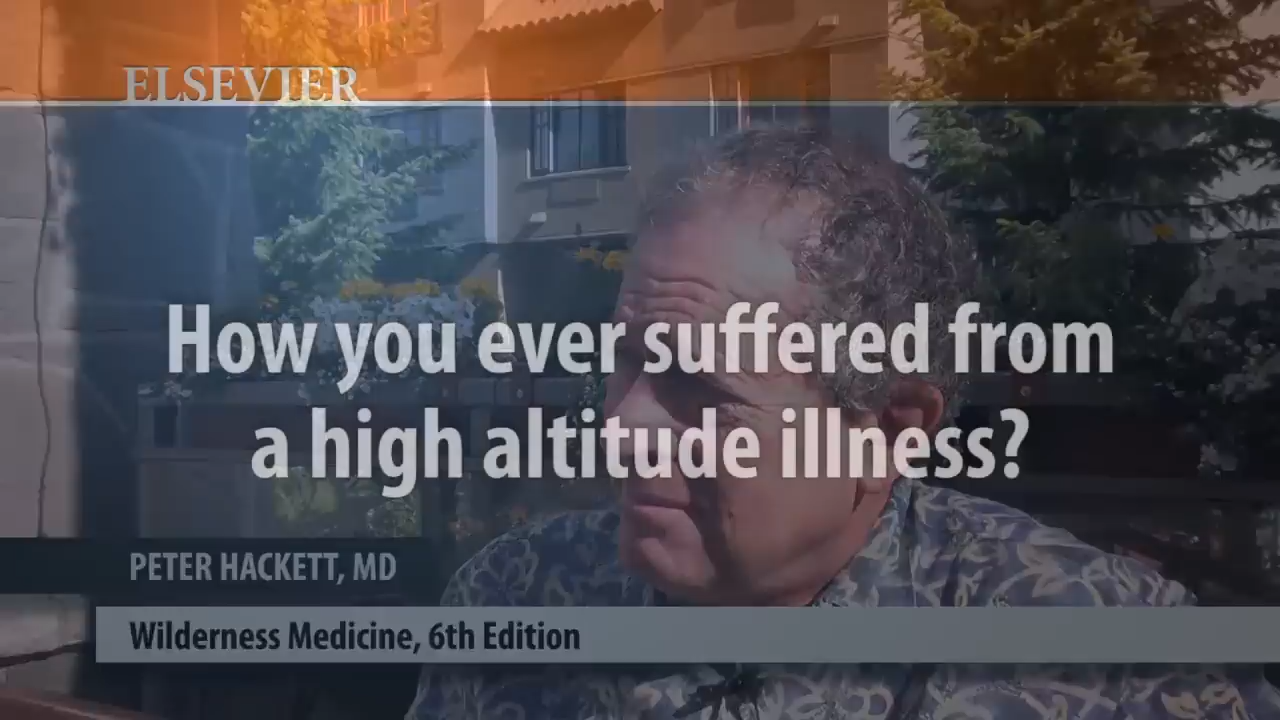 ELSEVIER
How you ever suffered from
a high altitude illness?
PETER HACKETT, MD
Wilderness Medicine, 6th Edition